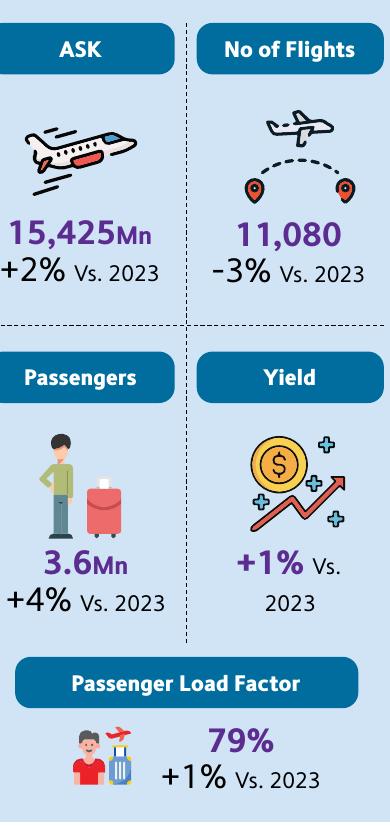 ASK
15,425Mn
+2% Vs. 2023
No of Flights
11,080
-3% Vs. 2023
Passengers
3.6Mn
+4% Vs. 2023
Yield
$
+1% Vs.
2023
Passenger Load Factor
79%
+1% Vs. 2023